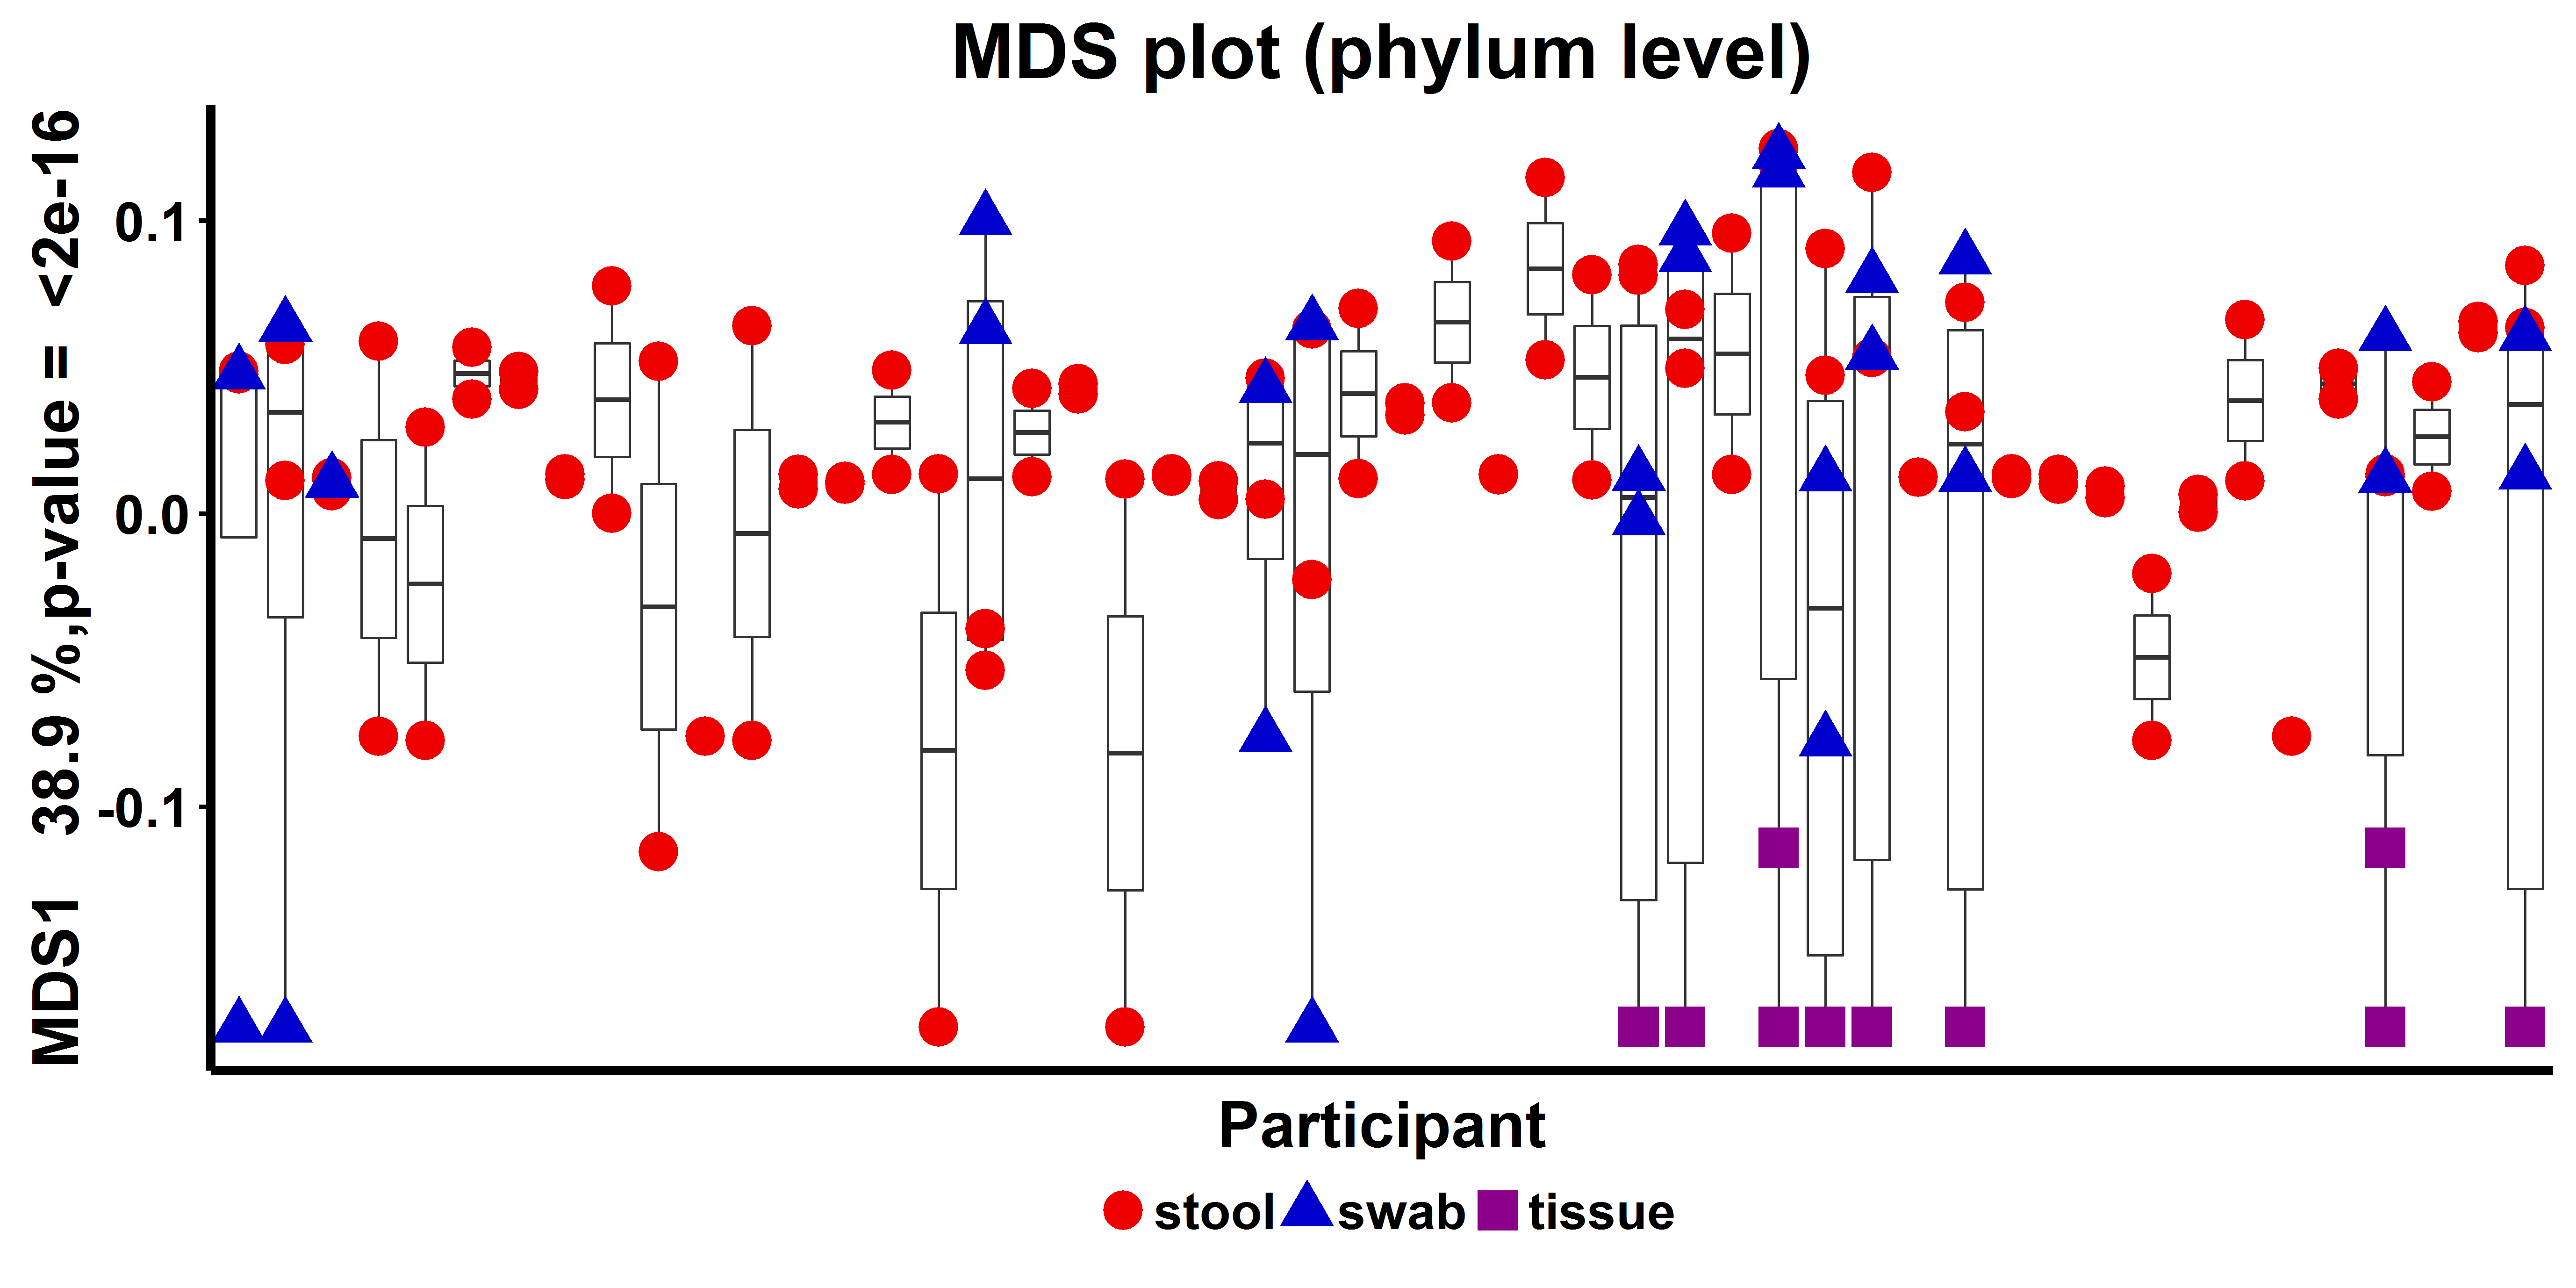 MDS plot (phylum level)
MDS1 38.9 %,p-value = <2e-16
0.1
0.0
-0.1
Participant
stool swab tissue